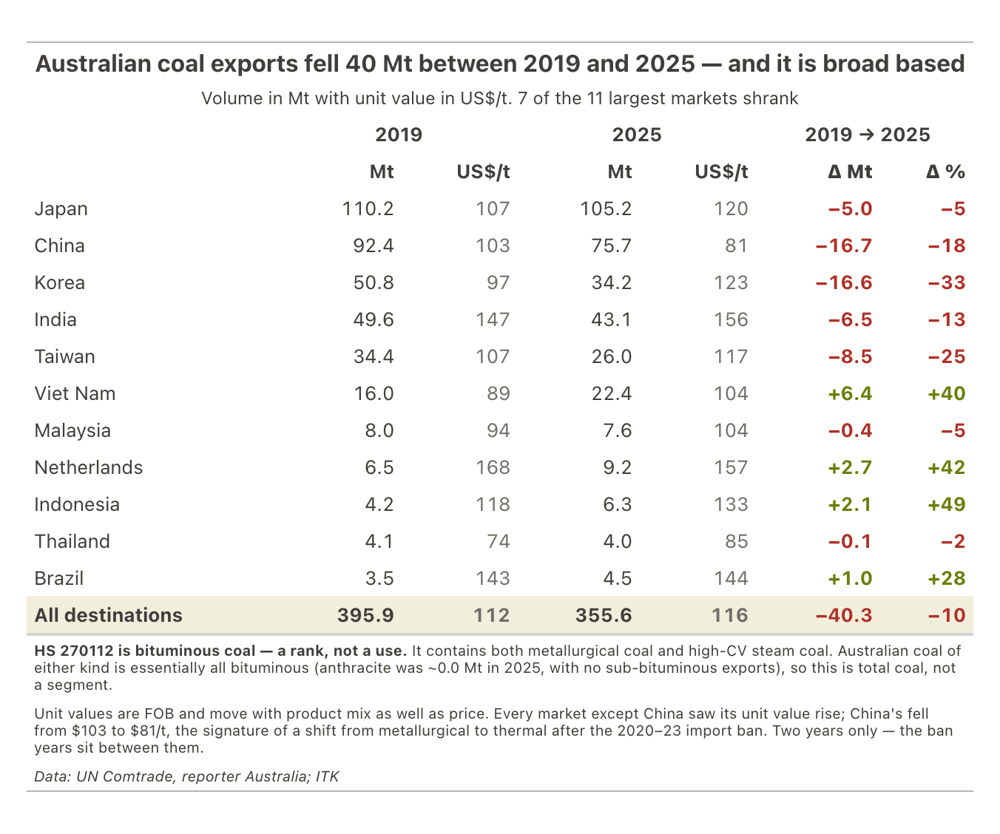 Australian coal exports fell 40 Mt between 2019 and 2025 — and it is broad based
Volume in Mt with unit value in US$/t. 7 of the 11 largest markets shrank
2019 2025 2019 → 2025
Mt US$/t Mt US$/t Δ Mt Δ %
Japan 110.2 107 105.2 120 −5.0 −5
China 92.4 103 75.7 81 −16.7 −18
Korea 50.8 97 34.2 123 −16.6 −33
India 49.6 147 43.1 156 −6.5 −13
Taiwan 34.4 107 26.0 117 −8.5 −25
Viet Nam 16.0 89 22.4 104 +6.4 +40
Malaysia 8.0 94 7.6 104 −0.4 −5
Netherlands 6.5 168 9.2 157 +2.7 +42
Indonesia 4.2 118 6.3 133 +2.1 +49
Thailand 4.1 74 4.0 85 −0.1 −2
Brazil 3.5 143 4.5 144 +1.0 +28
All destinations 395.9 112 355.6 116 −40.3 −10
HS 270112 is bituminous coal — a rank, not a use. It contains both metallurgical coal and high-CV steam coal. Australian coal of
either kind is essentially all bituminous (anthracite was ~0.0 Mt in 2025, with no sub-bituminous exports), so this is total coal, not
a segment.
Unit values are FOB and move with product mix as well as price. Every market except China saw its unit value rise; China's fell
from $103 to $81/t, the signature of a shift from metallurgical to thermal after the 2020–23 import ban. Two years only — the ban
years sit between them.
Data: UN Comtrade, reporter Australia; ITK